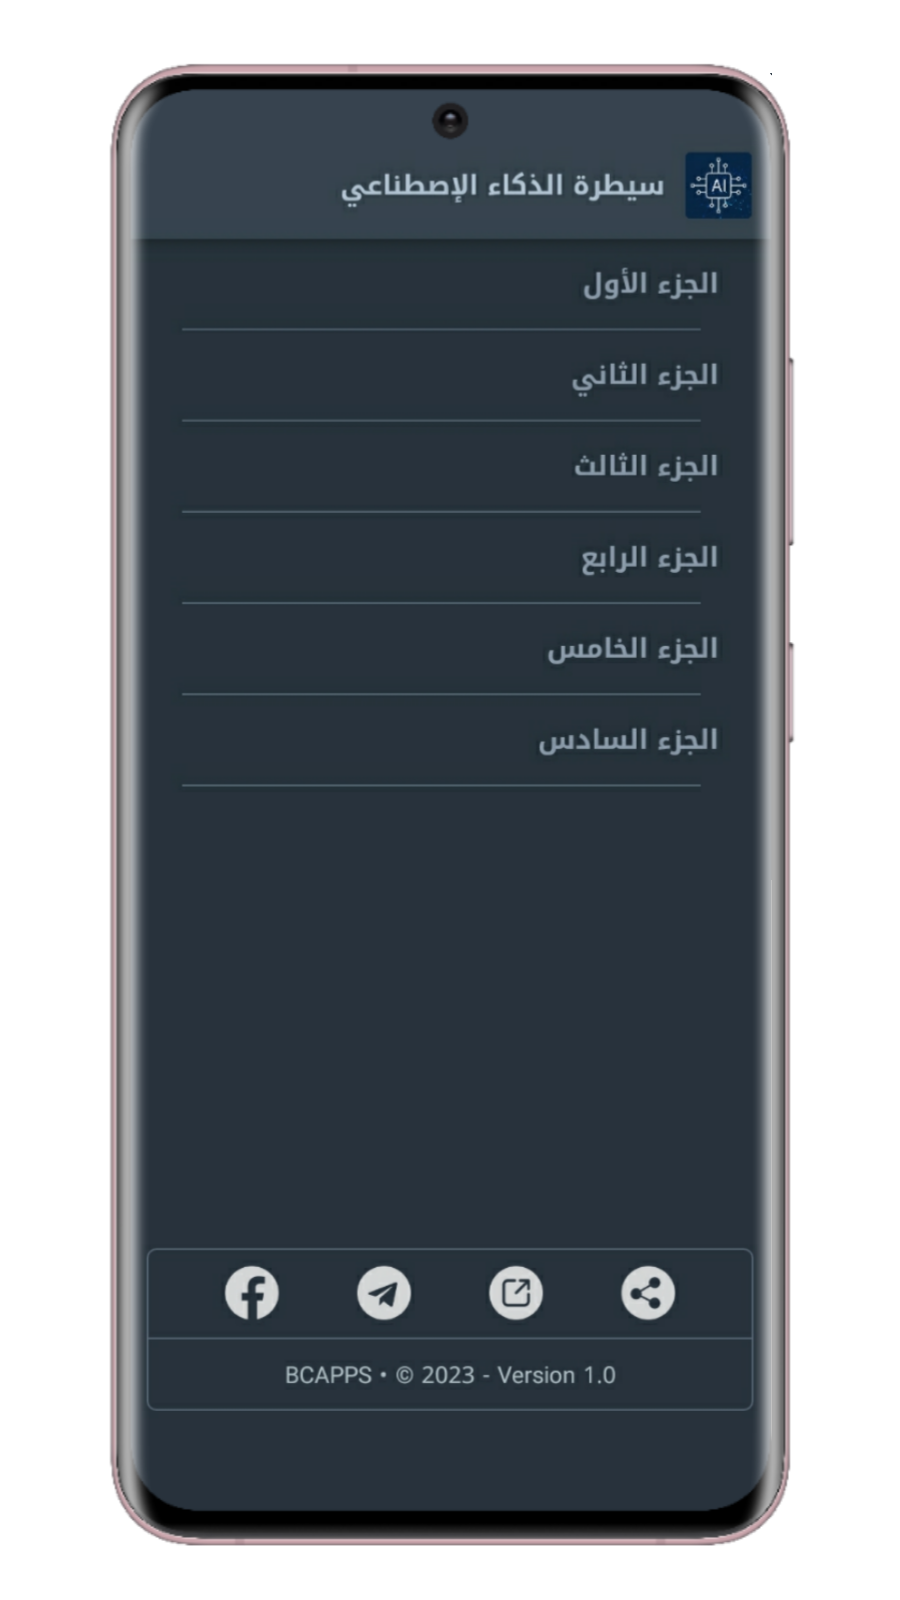 سيطرة الذكاء الإصطناعي
AI
الجزء الأول
الجزء الثاني
الجزء الثالث
الجزء الرابع
الجزء الخامس
الجزء السادس
BCAPPS • © 2023 - Version 1.0